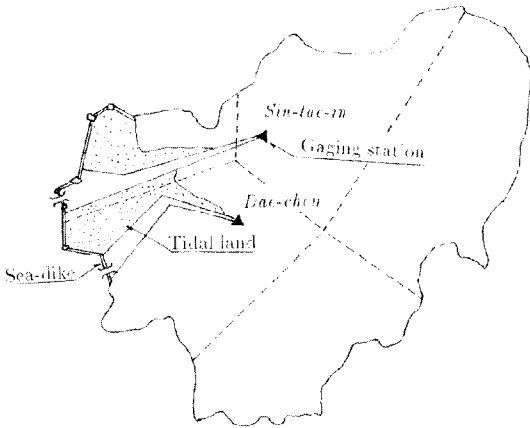 Sin-tae-in
Gaging station
Dae-chon
Tidal land
Sea-dike